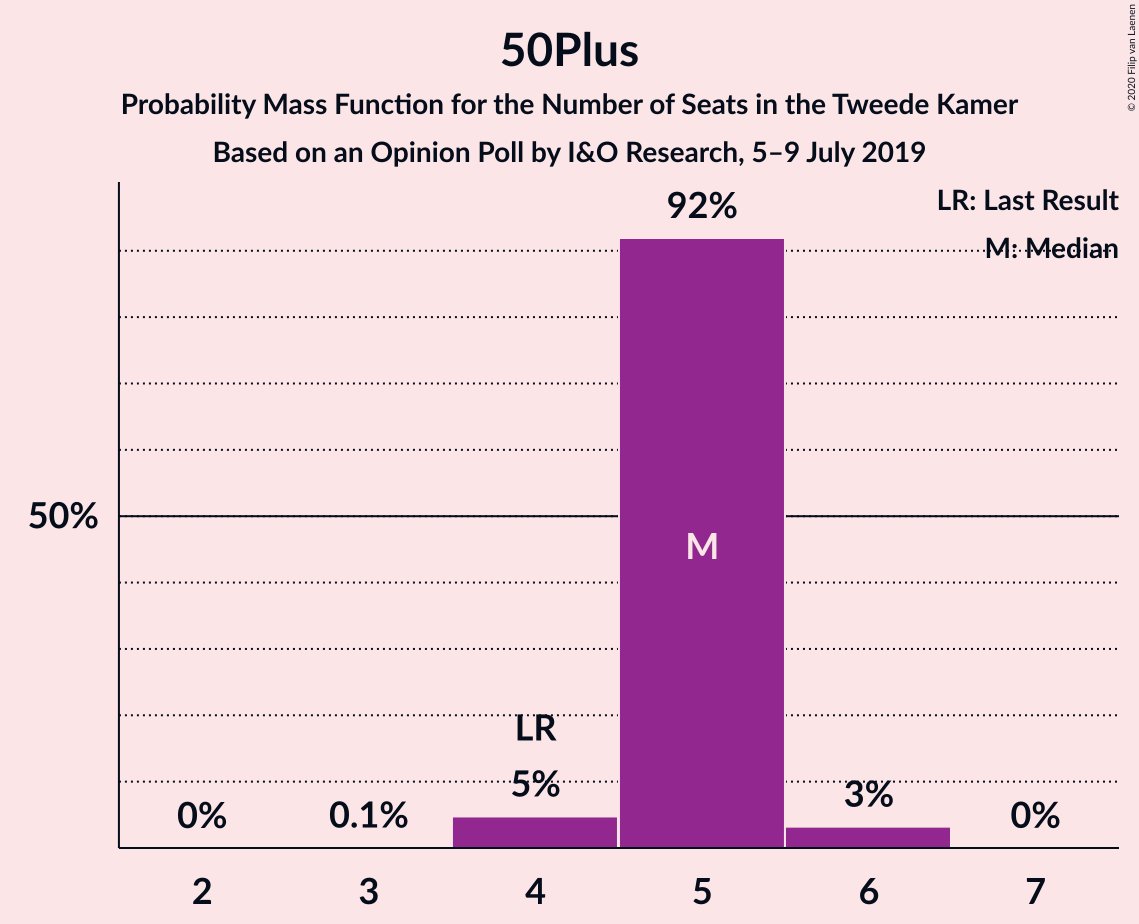 50Plus
Probability Mass Function for the Number of Seats in the Tweede Kamer
Based on an Opinion Poll by I&O Research, 5–9 July 2019
© 2020 Filip van Laenen
LR: Last Result
M: Median
92%
50%
M
LR
5%
3%
0%
0.1%
0%
2 3 4 5 6 7